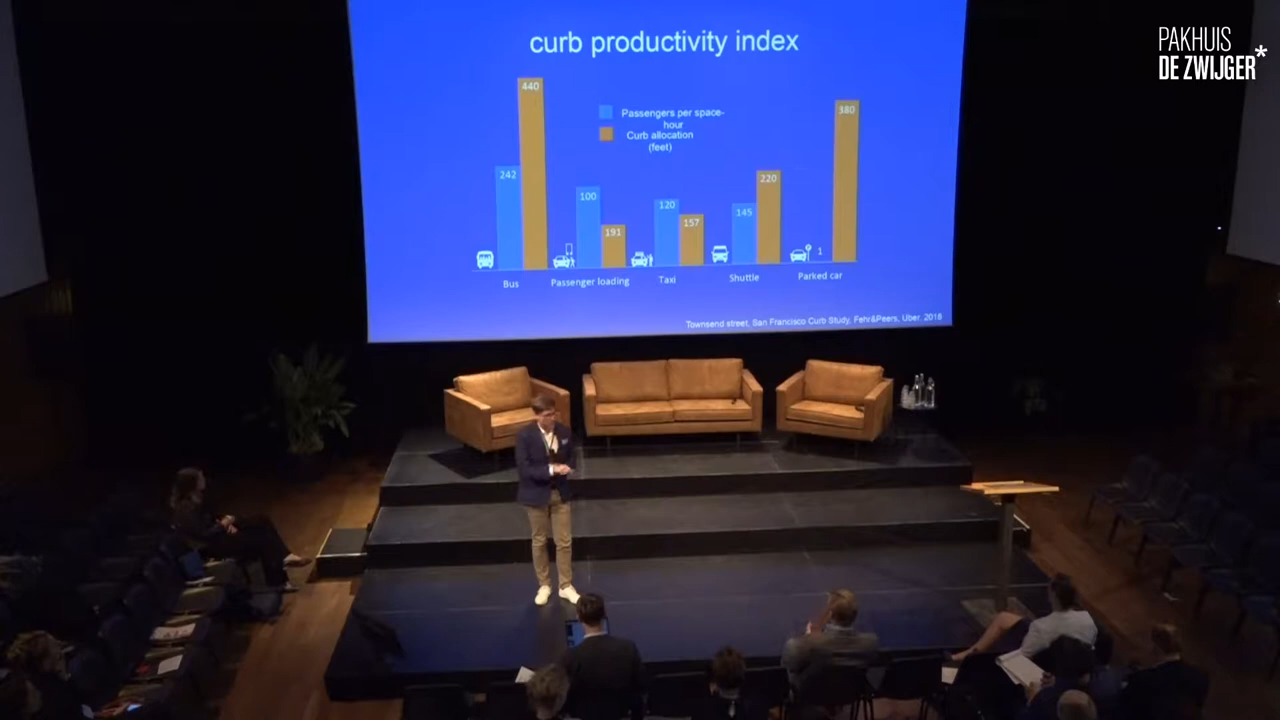 curb productivity index
PAKHUIS
DE ZWIJGER*
440
380
Passengers per space-
hour
Curb allocation
(feet)
242
220
100
120
145
157
191
1
Bus
Passenger loading
Taxi
Shuttle
Parked car
Townsend street, San Francisco Curb Study, Fehr&Peers, Uber. 2018